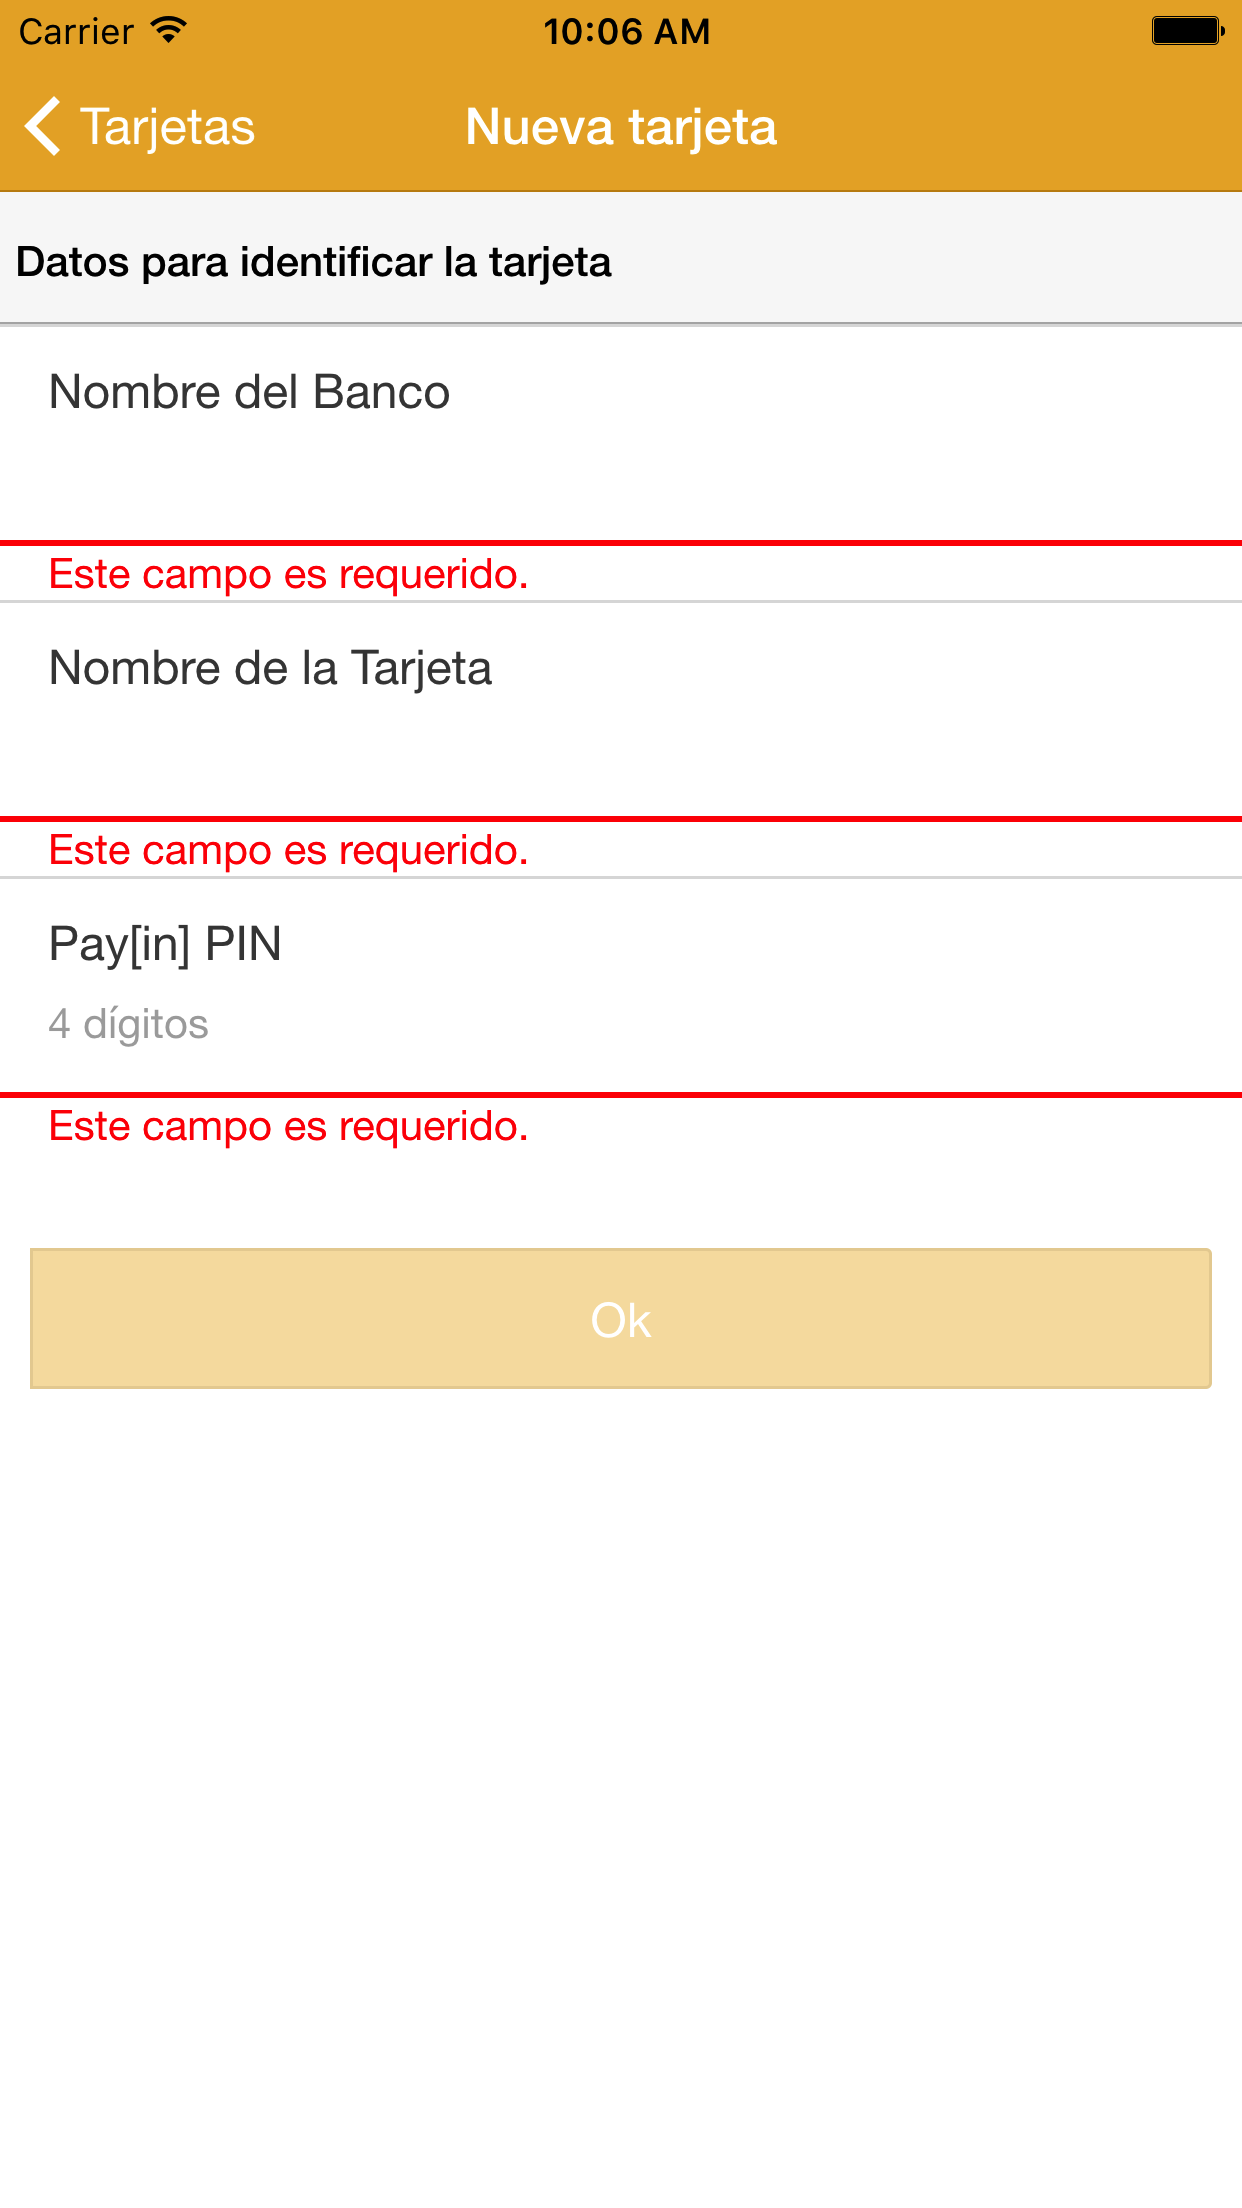 Carrier 10:06 AM
Tarjetas Nueva tarjeta
Datos para identificar la tarjeta
Nombre del Banco
Este campo es requerido.
Nombre de la Tarjeta
Este campo es requerido.
Pay[in] PIN
4 dígitos
Este campo es requerido.
Ok